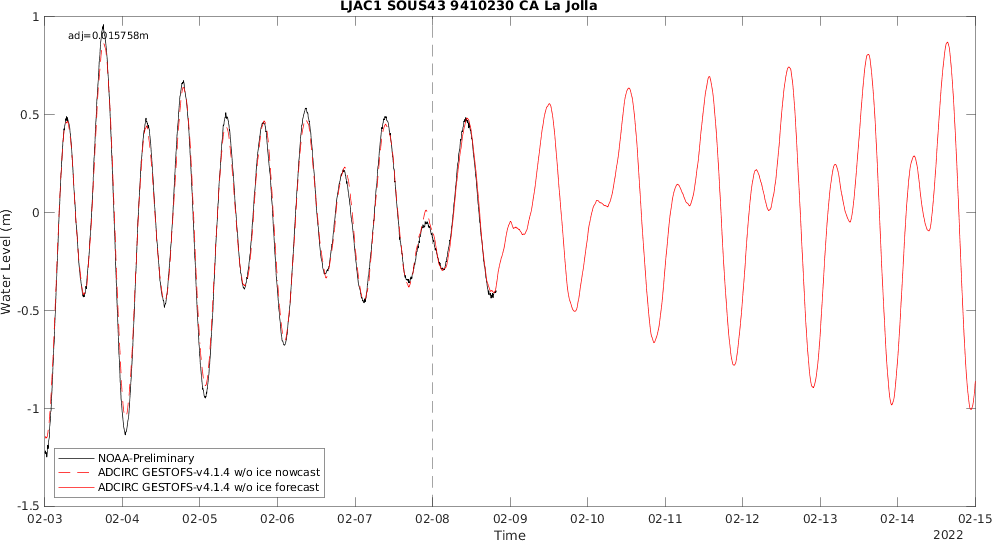 LJAC1 SOUS43 9410230 CA La Jolla
adj=0.015758m
1
0.5
0
-0.5
-1
-1.5
Water Level (m)
NOAA-Preliminary
ADCIRC GESTOFS-v4.1.4 w/o ice nowcast
ADCIRC GESTOFS-v4.1.4 w/o ice forecast
02-03 02-04 02-05 02-06 02-07 02-08 02-09 02-10 02-11 02-12 02-13 02-14 02-15
Time
2022